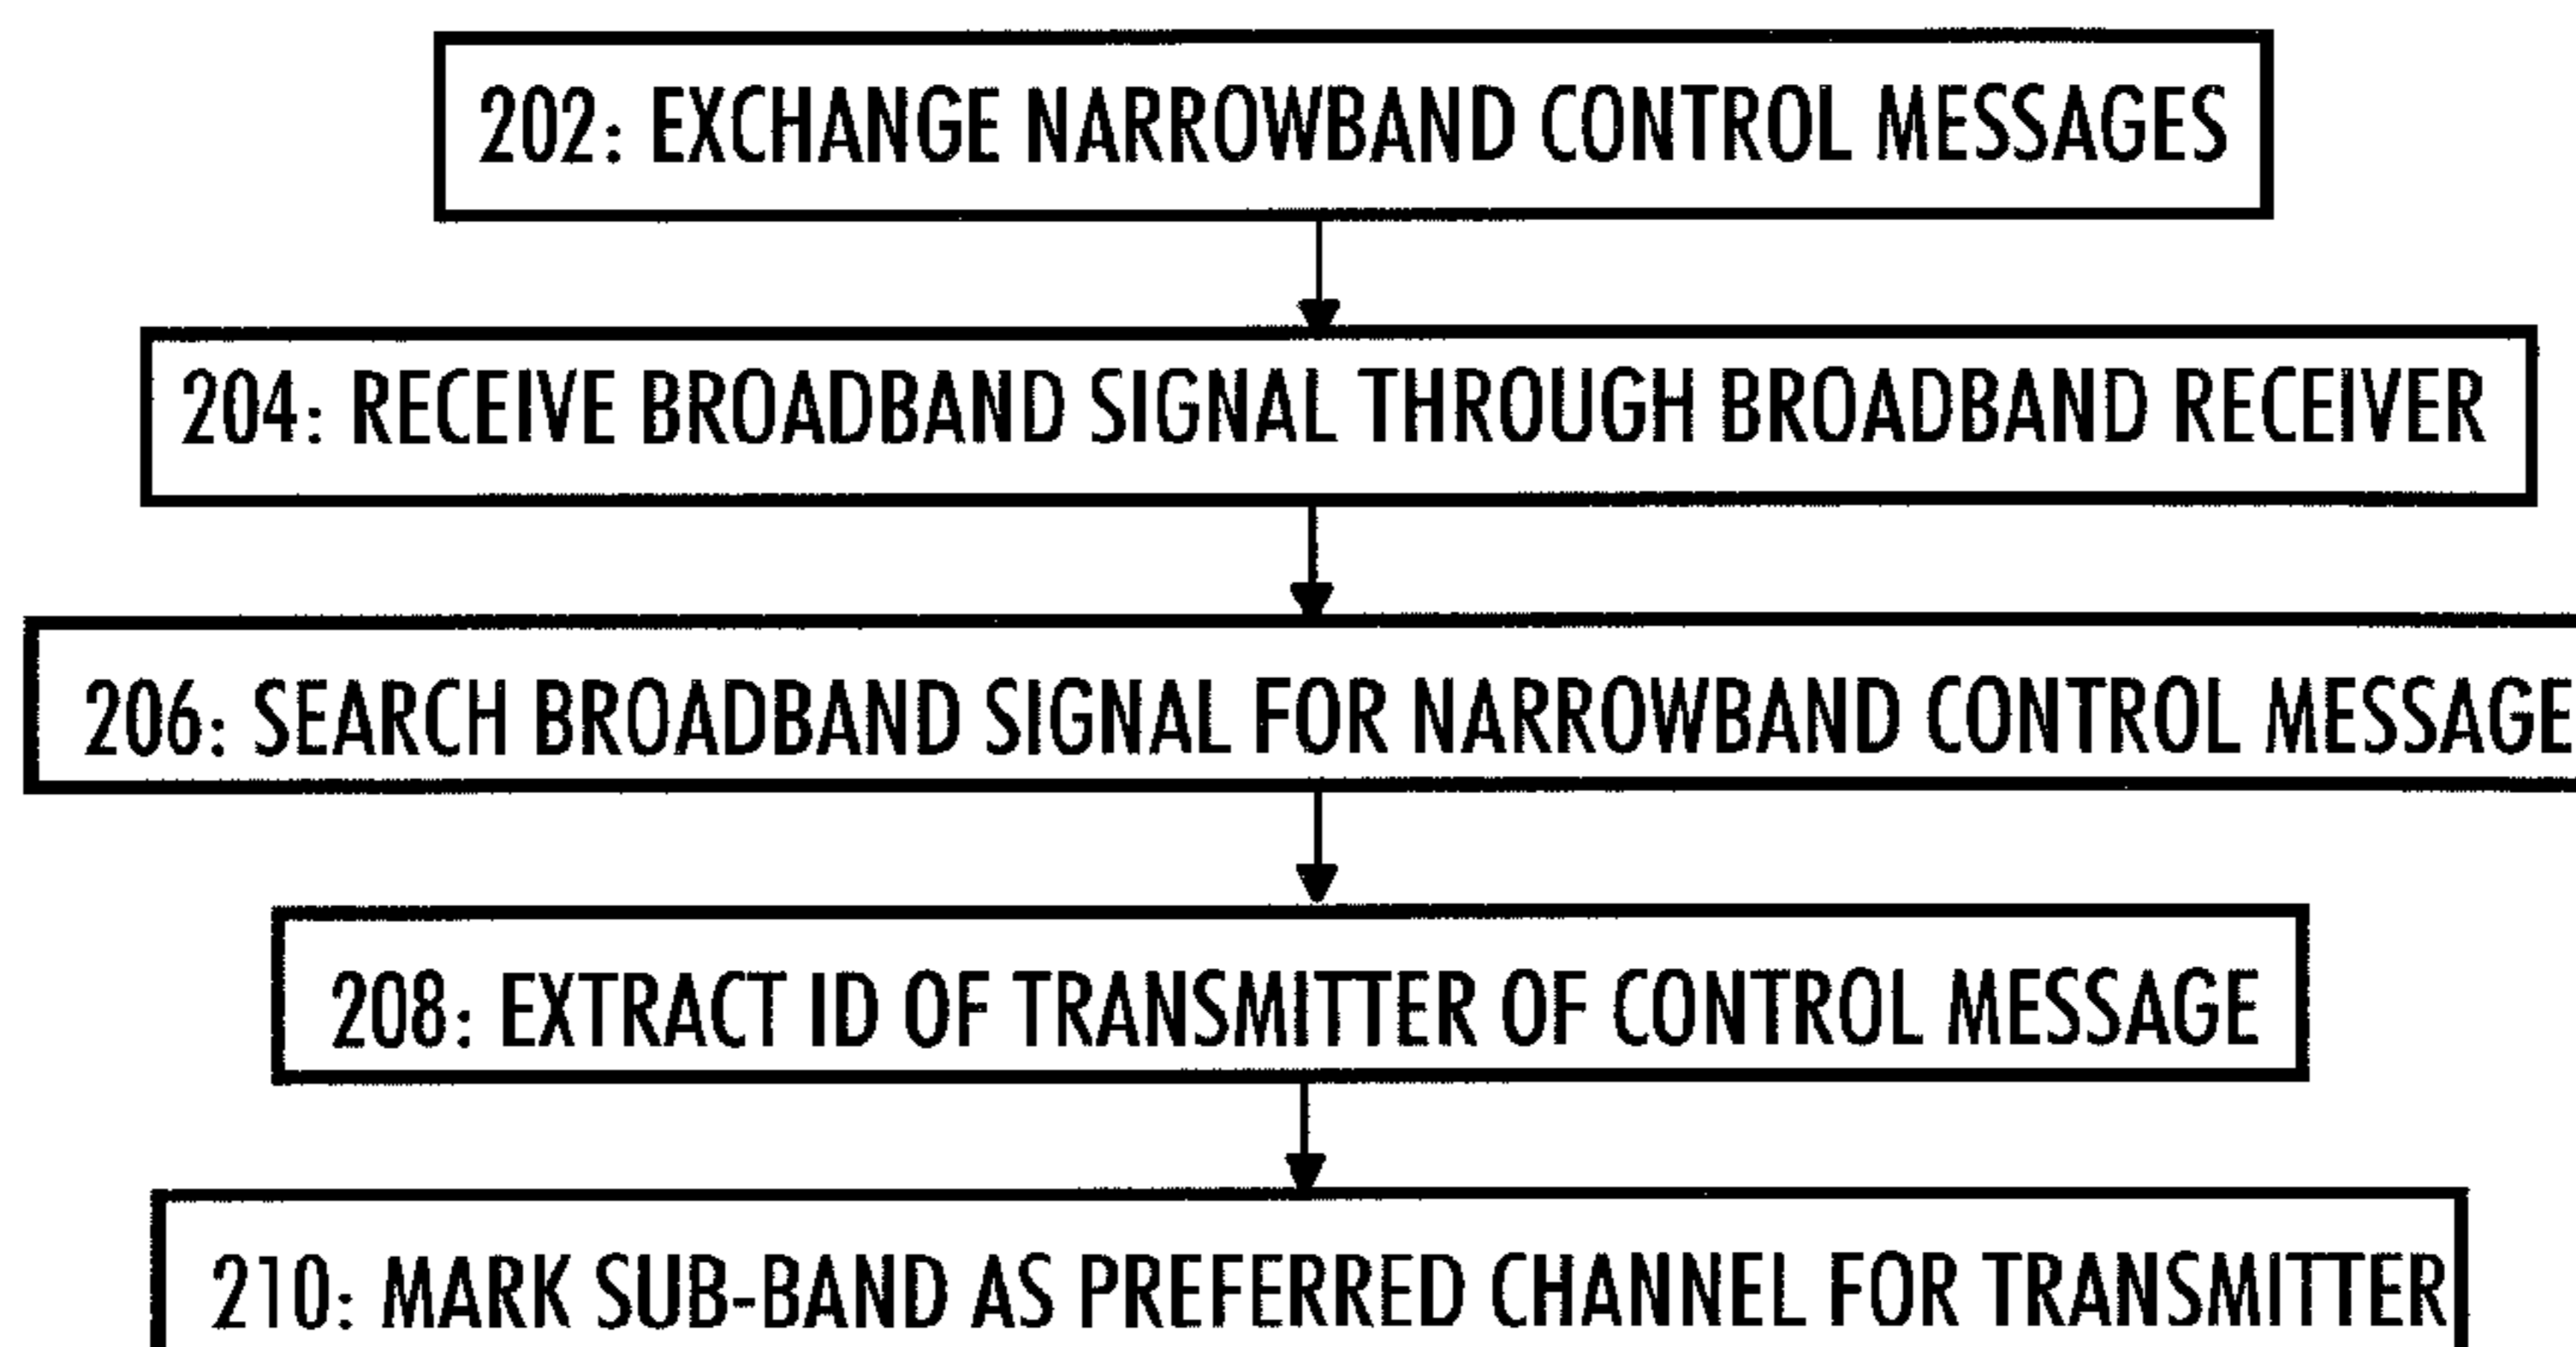 202: EXCHANGE NARROWBAND CONTROL MESSAGES
204: RECEIVE BROADBAND SIGNAL THROUGH BROADBAND RECEIVER
206: SEARCH BROADBAND SIGNAL FOR NARROWBAND CONTROL MESSAGE
208: EXTRACT ID OF TRANSMITTER OF CONTROL MESSAGE
210: MARK SUB-BAND AS PREFERRED CHANNEL FOR TRANSMITTER